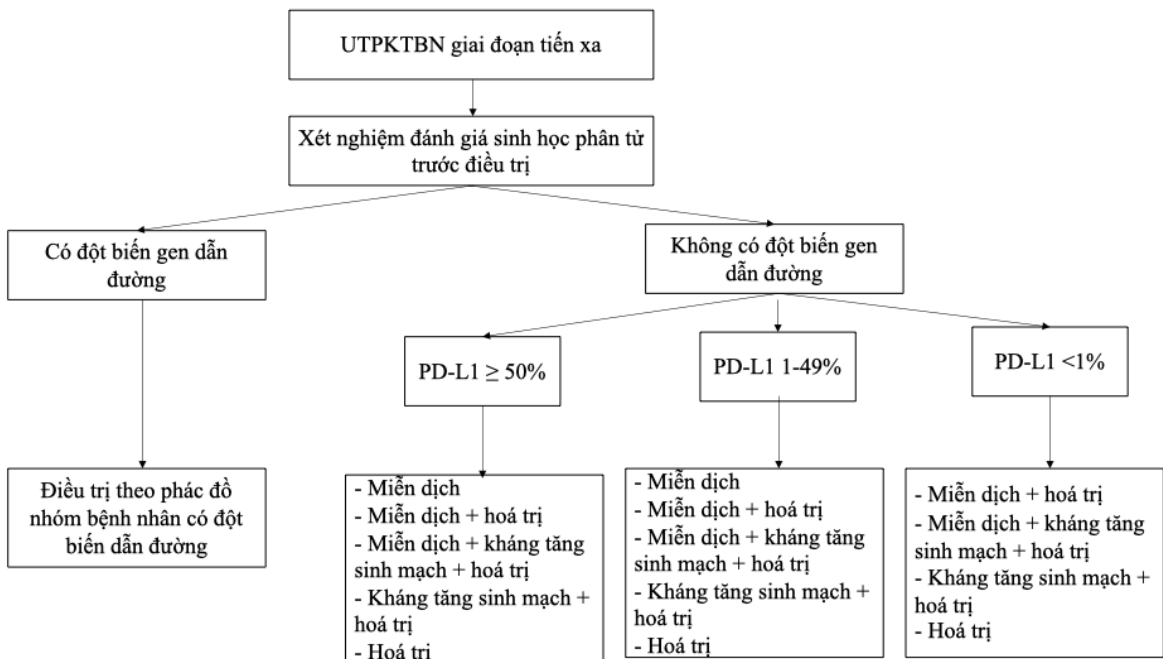 UTPKTBN giai đoạn tiến xa
Xét nghiệm đánh giá sinh học phân tử
trước điều trị
Có đột biến gen dẫn
đường
Không có đột biến gen
dẫn đường
PD-L1 ≥ 50%
PD-L1 1-49%
PD-L1 <1%
Điều trị theo phác đồ
nhóm bệnh nhân có đột
biến dẫn đường
- Miễn dịch
- Miễn dịch + hoá trị
- Miễn dịch + kháng tăng
sinh mạch + hoá trị
- Kháng tăng sinh mạch +
hoá trị
- Hoá trị
- Miễn dịch
- Miễn dịch + hoá trị
- Miễn dịch + kháng tăng
sinh mạch + hoá trị
- Kháng tăng sinh mạch +
hoá trị
- Hoá trị
- Miễn dịch + hoá trị
- Miễn dịch + kháng tăng
sinh mạch + hoá trị
- Kháng tăng sinh mạch +
hoá trị
- Hoá trị